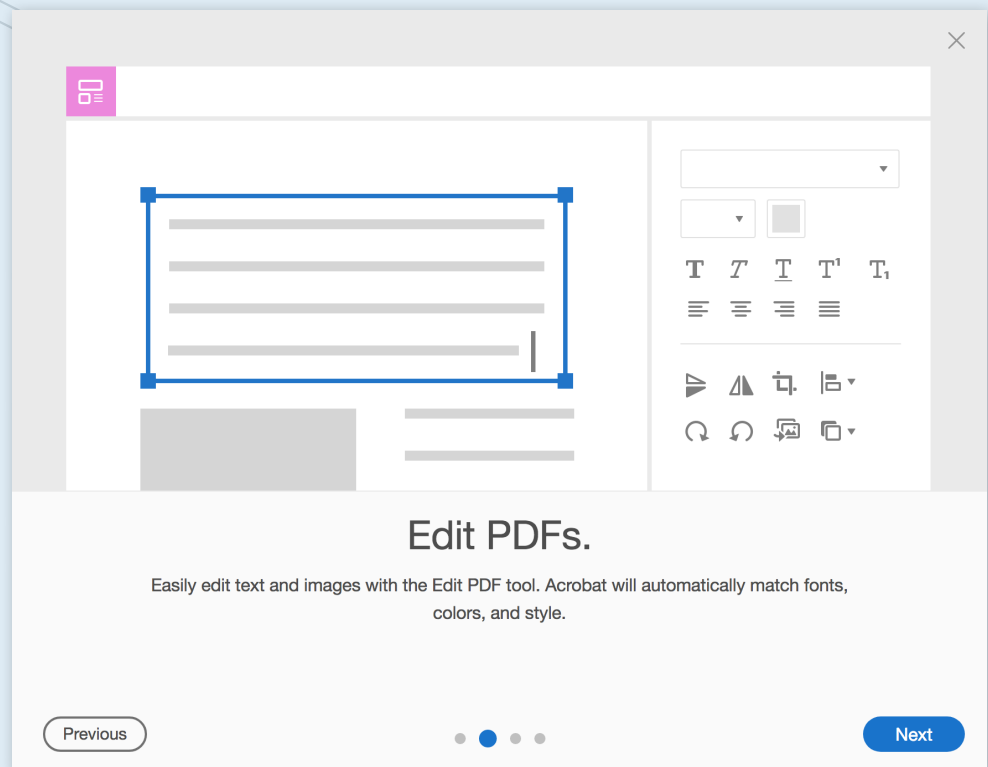 Edit PDFs.
Easily edit text and images with the Edit PDF tool. Acrobat will automatically match fonts,
colors, and style.
Previous
Next